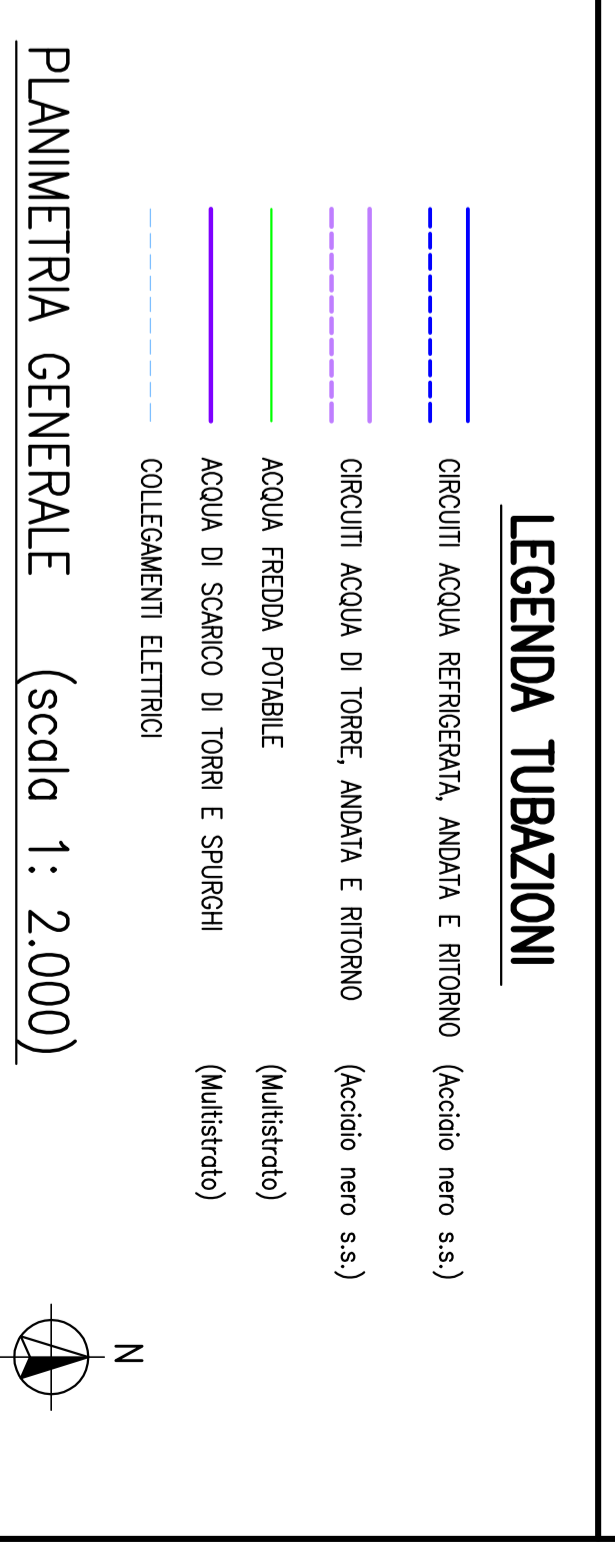 LEGENDA TUBAZIONI
CIRCUITI ACQUA REFRIGERATA, ANDATA E RITORNO (Acciaio nero s.s.)
CIRCUITI ACQUA DI TORRE, ANDATA E RITORNO (Acciaio nero s.s.)
ACQUA FREDDA POTABILE (Multistrato)
ACQUA DI SCARICO DI TORRI E SPURGHI (Multistrato)
COLLEGAMENTI ELETTRICI
N
PLANIMETRIA GENERALE (scala 1: 2.000)